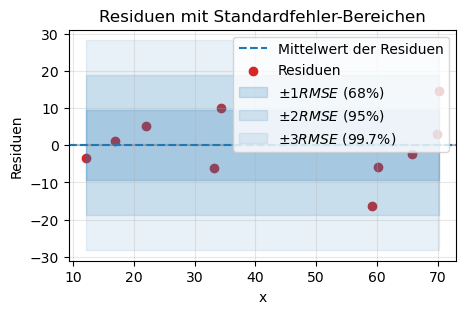 Residuen mit Standardfehler-Bereichen
30
20
10
0
−10
−20
−30
Residuen
Mittelwert der Residuen
Residuen
±1RMSE (68%)
±2RMSE (95%)
±3RMSE (99.7%)
10 20 30 40 50 60 70
x